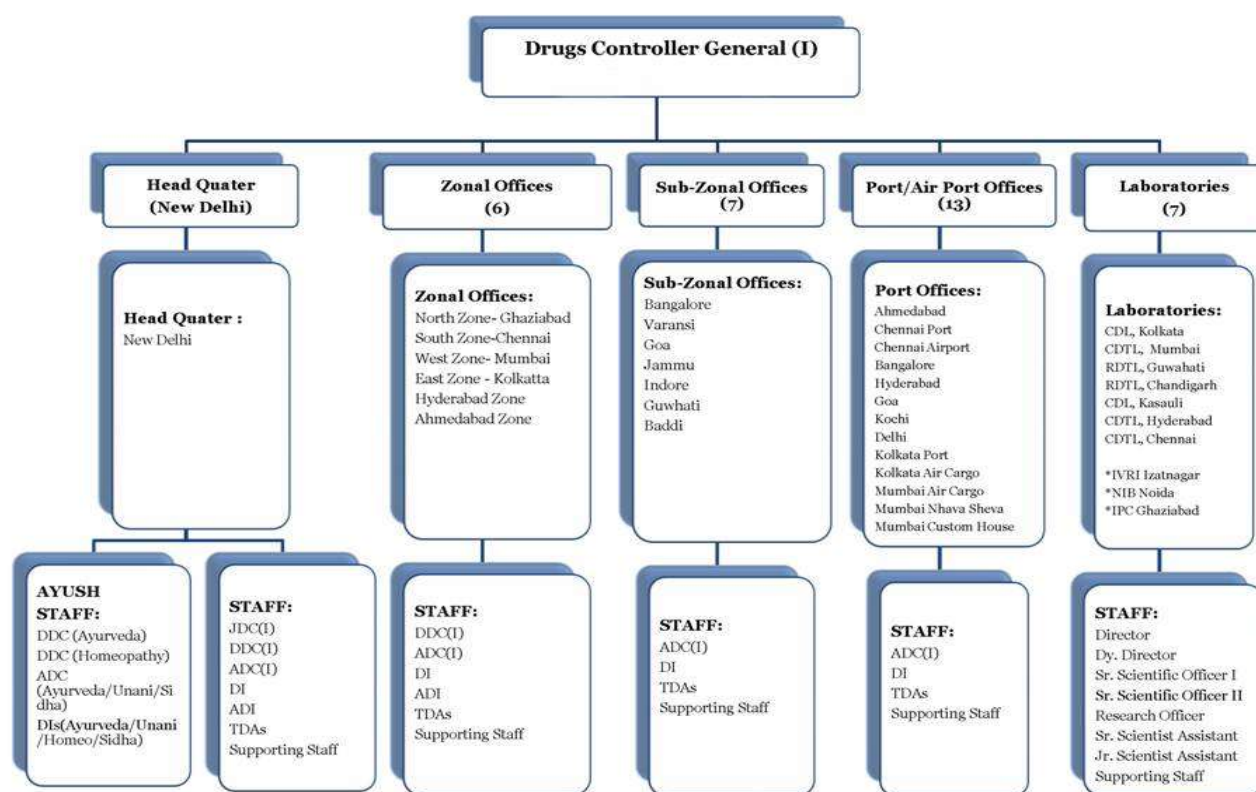 Drugs Controller General (I)
Head Quater
(New Delhi)
Zonal Offices
(6)
Sub-Zonal Offices
(7)
Port/Air Port Offices
(13)
Laboratories
(7)
Head Quater :
New Delhi
Zonal Offices:
North Zone- Ghaziabad
South Zone-Chennai
West Zone- Mumbai
East Zone - Kolkatta
Hyderabad Zone
Ahmedabad Zone
Sub-Zonal Offices:
Bangalore
Varansi
Goa
Jammu
Indore
Guwhati
Baddi
Port Offices:
Ahmedabad
Chennai Port
Chennai Airport
Bangalore
Hyderabad
Goa
Kochi
Delhi
Kolkata Port
Kolkata Air Cargo
Mumbai Air Cargo
Mumbai Nhava Sheva
Mumbai Custom House
Laboratories:
CDL, Kolkata
CDTL, Mumbai
RDTL, Guwahati
RDTL, Chandigarh
CDL, Kasauli
CDTL, Hyderabad
CDTL, Chennai
*IVRI Izatnagar
*NIB Noida
*IPC Ghaziabad
AYUSH
STAFF:
DDC (Ayurveda)
DDC (Homeopathy)
ADC
(Ayurveda/Unani/Si
dha)
DIs(Ayurveda/Unani
/Homeo/Sidha)
STAFF:
JDC(I)
DDC(I)
ADC(I)
DI
ADI
TDAs
Supporting Staff
STAFF:
DDC(I)
ADC(I)
DI
ADI
TDAs
Supporting Staff
STAFF:
ADC(I)
DI
TDAs
Supporting Staff
STAFF:
ADC(I)
DI
TDAs
Supporting Staff
STAFF:
Director
Dy. Director
Sr. Scientific Officer I
Sr. Scientific Officer II
Research Officer
Sr. Scientist Assistant
Jr. Scientist Assistant
Supporting Staff